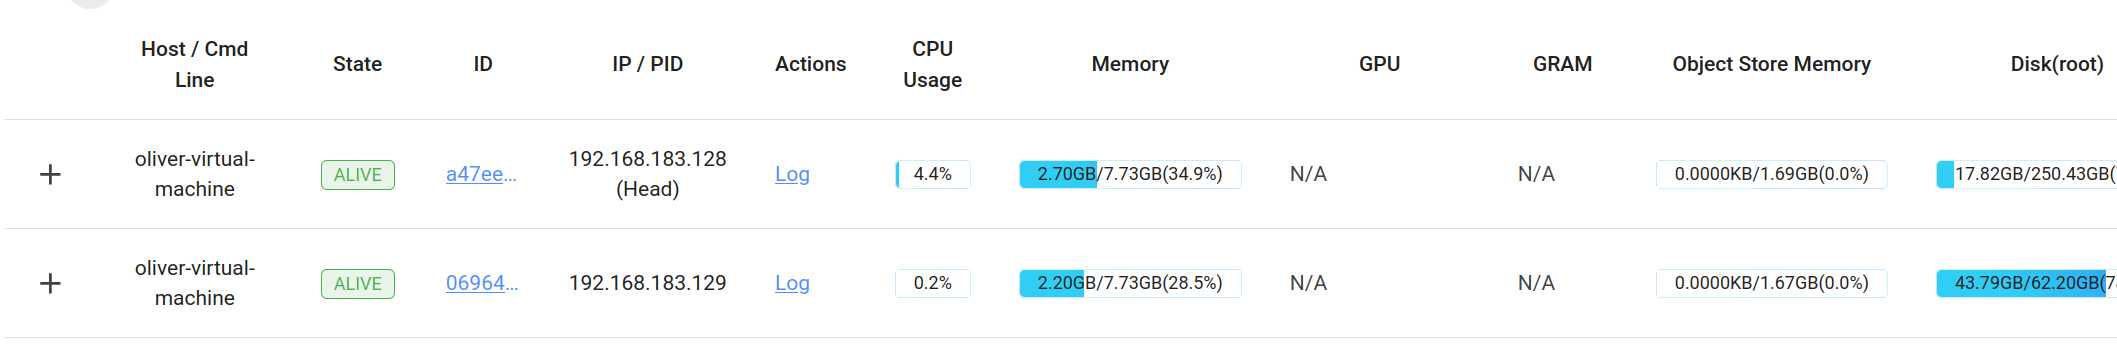 Host / Cmd Line State ID IP / PID Actions CPU Usage Memory GPU GRAM Object Store Memory Disk(root)
oliver-virtual-machine ALIVE a47ee... 192.168.183.128 (Head) Log 4.4% 2.70GB/7.73GB(34.9%) N/A N/A 0.0000KB/1.69GB(0.0%) 17.82GB/250.43GB(
oliver-virtual-machine ALIVE 06964... 192.168.183.129 Log 0.2% 2.20GB/7.73GB(28.5%) N/A N/A 0.0000KB/1.67GB(0.0%) 43.79GB/62.20GB(7